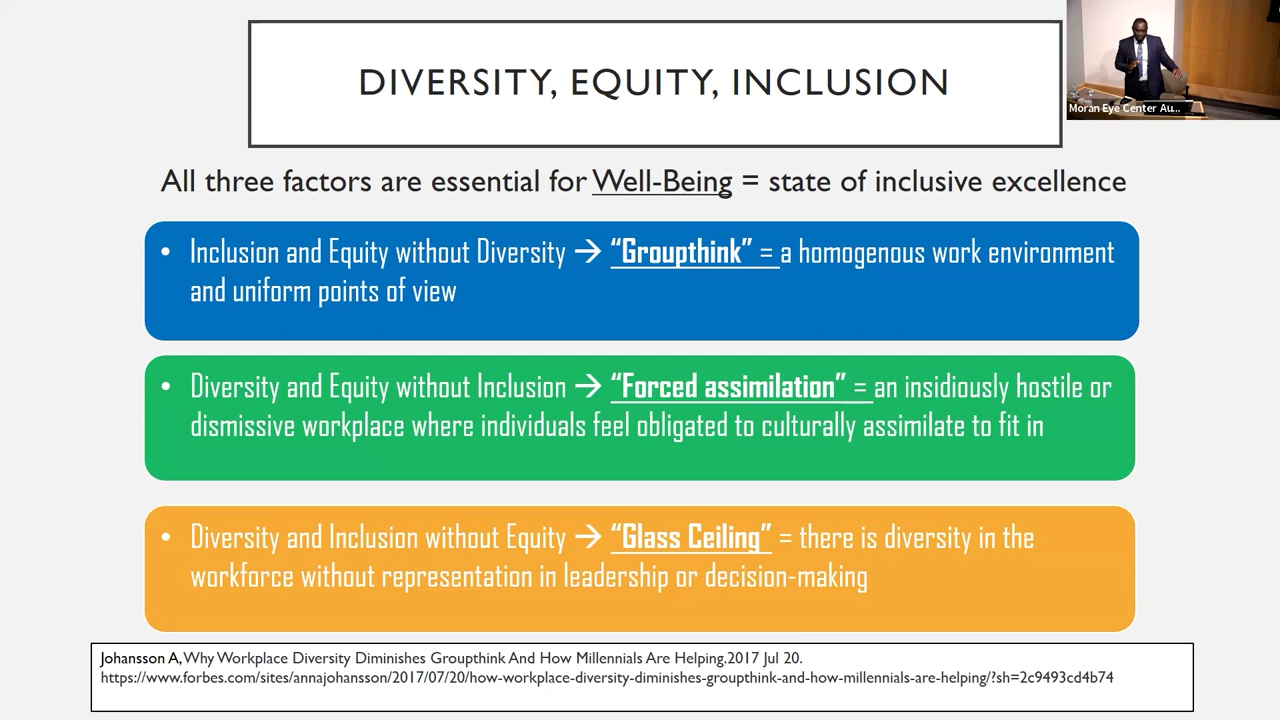 DIVERSITY, EQUITY, INCLUSION
Moran Eye Center Au...
All three factors are essential for Well-Being = state of inclusive excellence
• Inclusion and Equity without Diversity → “Groupthink” = a homogenous work environment
and uniform points of view
• Diversity and Equity without Inclusion → “Forced assimilation” = an insidiously hostile or
dismissive workplace where individuals feel obligated to culturally assimilate to fit in
• Diversity and Inclusion without Equity → “Glass Ceiling” = there is diversity in the
workforce without representation in leadership or decision-making
Johansson A, Why Workplace Diversity Diminishes Groupthink And How Millennials Are Helping.2017 Jul 20.
https://www.forbes.com/sites/annajohansson/2017/07/20/how-workplace-diversity-diminishes-groupthink-and-how-millennials-are-helping/?sh=2c9493cd4b74